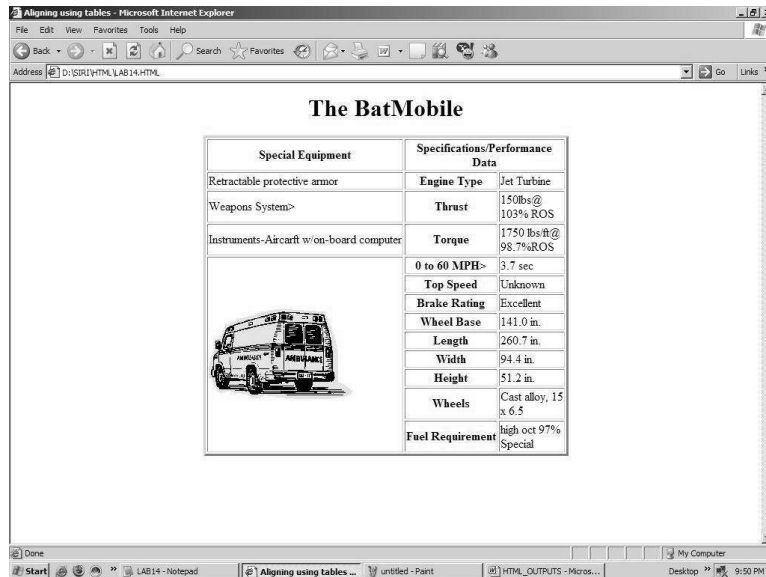 Aligning using tables - Microsoft Internet Explorer
File Edit View Favorites Tools Help
Back Search Favorites
Address D:\SIRI\HTML\LAB14.HTML Go Links
The BatMobile
Special Equipment
Specifications/Performance
Data
Retractable protective armor
Engine Type
Jet Turbine
Weapons System>
Thrust
150lbs@
103% ROS
Instruments-Aircarft w/on-board computer
Torque
1750 lbs/ft@
98.7%ROS
0 to 60 MPH>
3.7 sec
Top Speed
Unknown
Brake Rating
Excellent
Wheel Base
141.0 in.
Length
260.7 in.
Width
94.4 in.
Height
51.2 in.
Wheels
Cast alloy, 15
x 6.5
Fuel Requirement
high oct 97%
Special
AMBULANCE
AMBULANCE
Done
My Computer
Start » LAB14 - Notepad Aligning using tables ... untitled - Paint HTML_OUTPUTS - Micros... Desktop » 9:50 PM